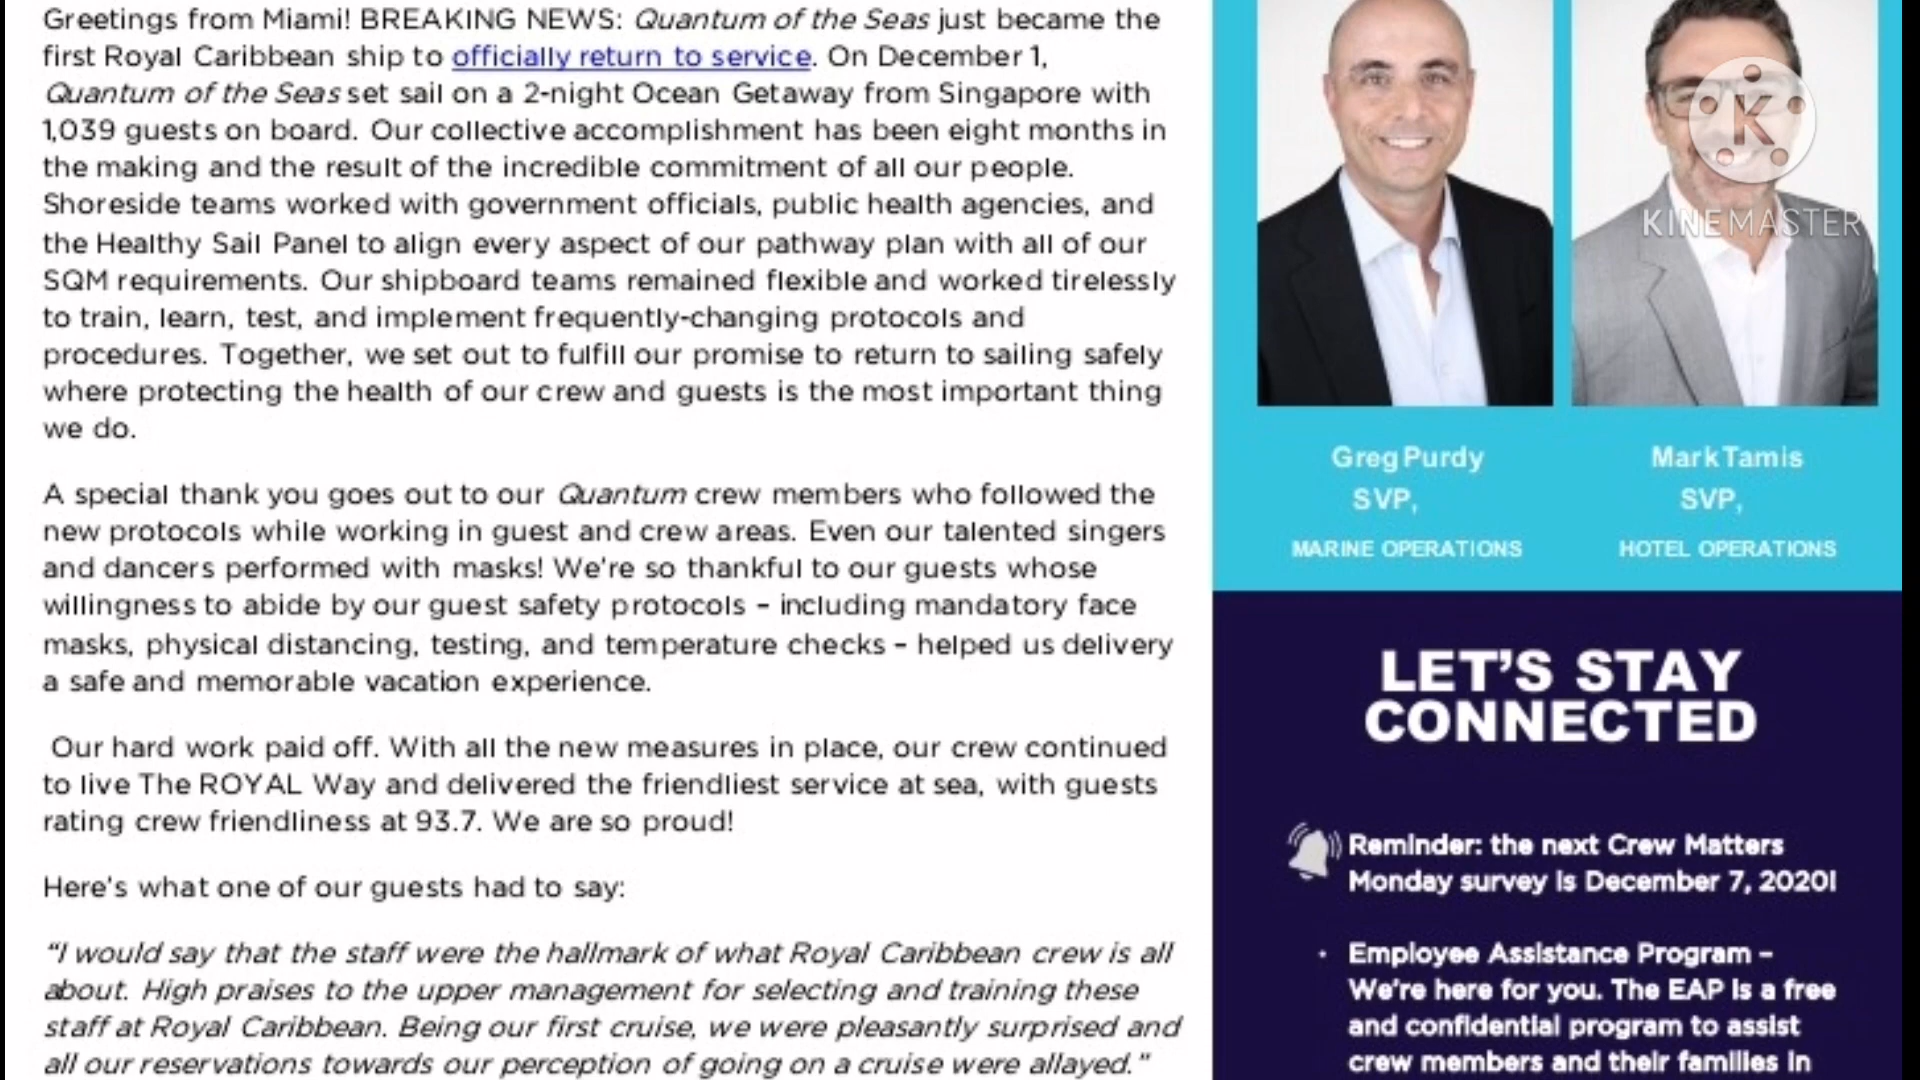 Greetings from Miami! BREAKING NEWS: Quantum of the Seas just became the
first Royal Caribbean ship to officially return to service. On December 1,
Quantum of the Seas set sail on a 2-night Ocean Getaway from Singapore with
1,039 guests on board. Our collective accomplishment has been eight months in
the making and the result of the incredible commitment of all our people.
Shoreside teams worked with government officials, public health agencies, and
the Healthy Sail Panel to align every aspect of our pathway plan with all of our
SQM requirements. Our shipboard teams remained flexible and worked tirelessly
to train, learn, test, and implement frequently-changing protocols and
procedures. Together, we set out to fulfill our promise to return to sailing safely
where protecting the health of our crew and guests is the most important thing
we do.
A special thank you goes out to our Quantum crew members who followed the
new protocols while working in guest and crew areas. Even our talented singers
and dancers performed with masks! We're so thankful to our guests whose
willingness to abide by our guest safety protocols – including mandatory face
masks, physical distancing, testing, and temperature checks – helped us delivery
a safe and memorable vacation experience.
Our hard work paid off. With all the new measures in place, our crew continued
to live The ROYAL Way and delivered the friendliest service at sea, with guests
rating crew friendliness at 93.7. We are so proud!
Here's what one of our guests had to say:
"I would say that the staff were the hallmark of what Royal Caribbean crew is all
about. High praises to the upper management for selecting and training these
staff at Royal Caribbean. Being our first cruise, we were pleasantly surprised and
all our reservations towards our perception of going on a cruise were allayed."
K
KINEMASTER
Greg Purdy
SVP,
MARINE OPERATIONS
Mark Tamis
SVP,
HOTEL OPERATIONS
LET'S STAY
CONNECTED
Reminder: the next Crew Matters
Monday survey is December 7, 2020!
• Employee Assistance Program –
We're here for you. The EAP is a free
and confidential program to assist
crew members and their families in